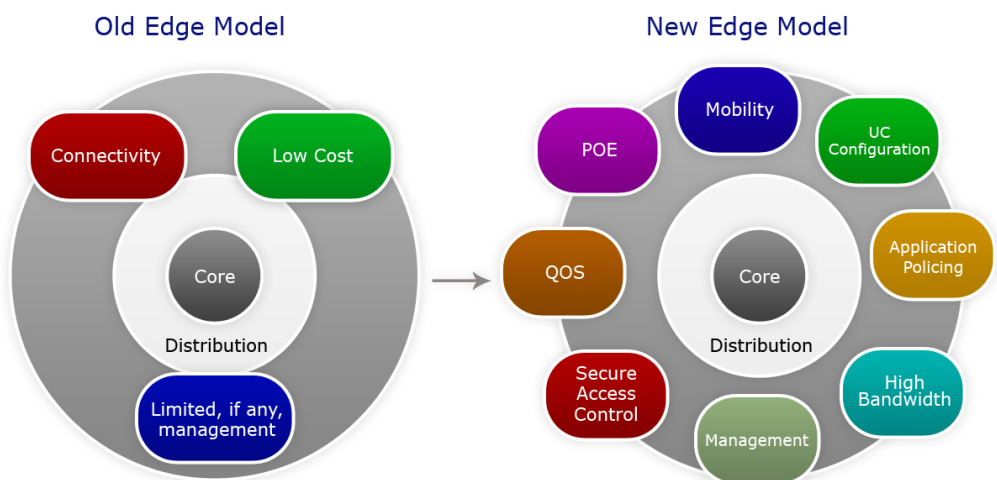 Old Edge Model
Connectivity
Low Cost
Core
Distribution
Limited, if any,
management
New Edge Model
Mobility
POE
UC
Configuration
QOS
Core
Application
Policing
Distribution
Secure
Access
Control
High
Bandwidth
Management